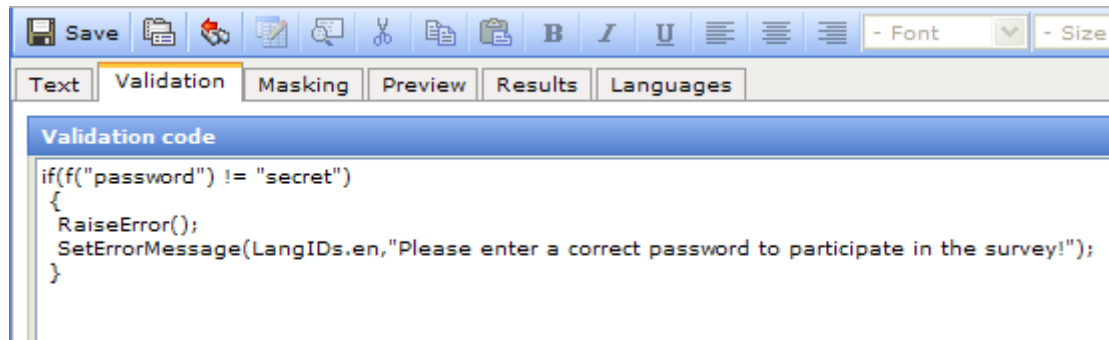 Save B I U - Font - Size
Text Validation Masking Preview Results Languages
Validation code
if(f("password") != "secret")
{
RaiseError();
SetErrorMessage(LangIDs.en,"Please enter a correct password to participate in the survey!");
}